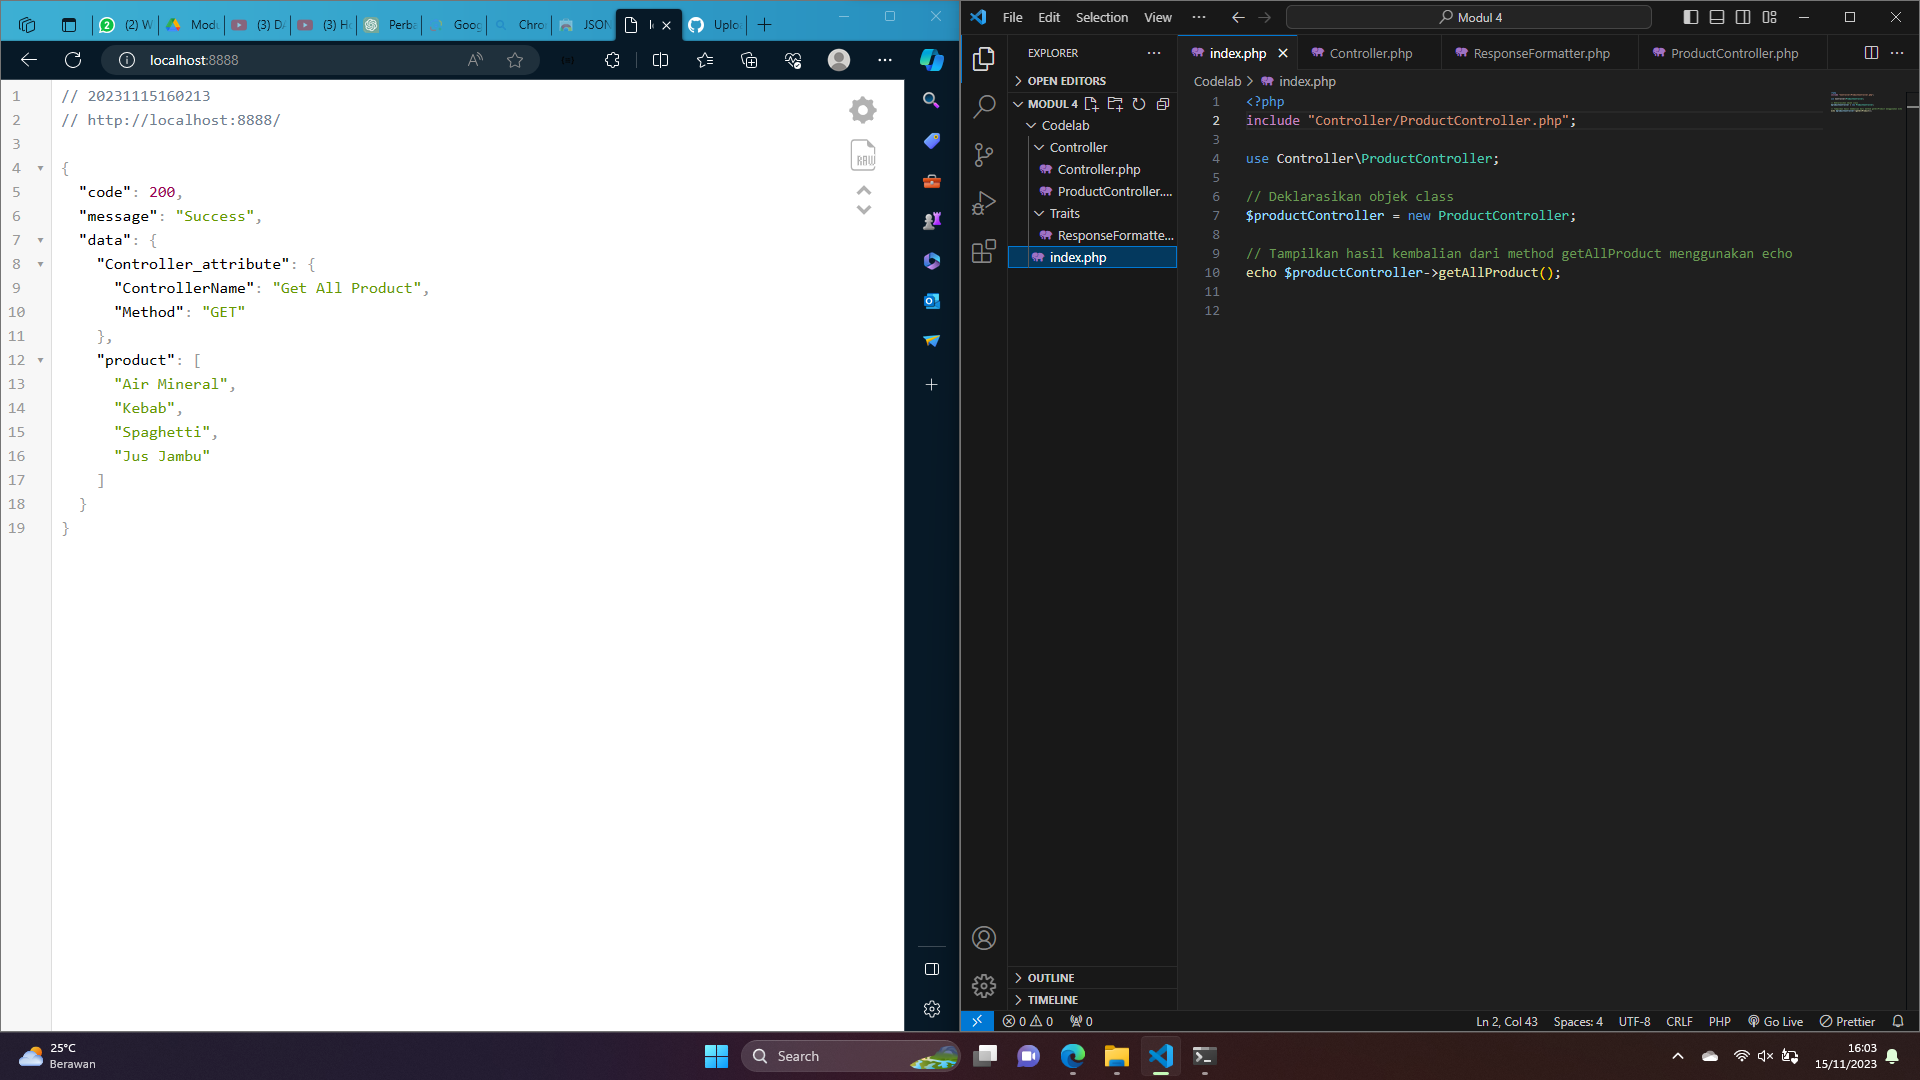 (2) W
Modu
(3) Da
(3) Ho
Perba
Goog
Chro
JSON
Uplo
localhost:8888
1 // 20231115160213
2 // http://localhost:8888/
3
4 {
5 "code": 200,
6 "message": "Success",
7 "data": {
8 "Controller_attribute": {
9 "ControllerName": "Get All Product",
10 "Method": "GET"
11 },
12 "product": [
13 "Air Mineral",
14 "Kebab",
15 "Spaghetti",
16 "Jus Jambu"
17 ]
18 }
19 }
RAW
File Edit Selection View ··· Modul 4
EXPLORER
OPEN EDITORS
MODUL 4
Codelab
Controller
Controller.php
ProductController....
Traits
ResponseFormatte...
index.php
OUTLINE
TIMELINE
index.php Controller.php ResponseFormatter.php ProductController.php
Codelab > index.php
1 <?php
2 include "Controller/ProductController.php";
3
4 use Controller\ProductController;
5
6 // Deklarasikan objek class
7 $productController = new ProductController;
8
9 // Tampilkan hasil kembalian dari method getAllProduct menggunakan echo
10 echo $productController->getAllProduct();
11
12
0 0 0 Ln 2, Col 43 Spaces: 4 UTF-8 CRLF PHP Go Live Prettier
25°C
Berawan
Search
16:03
15/11/2023